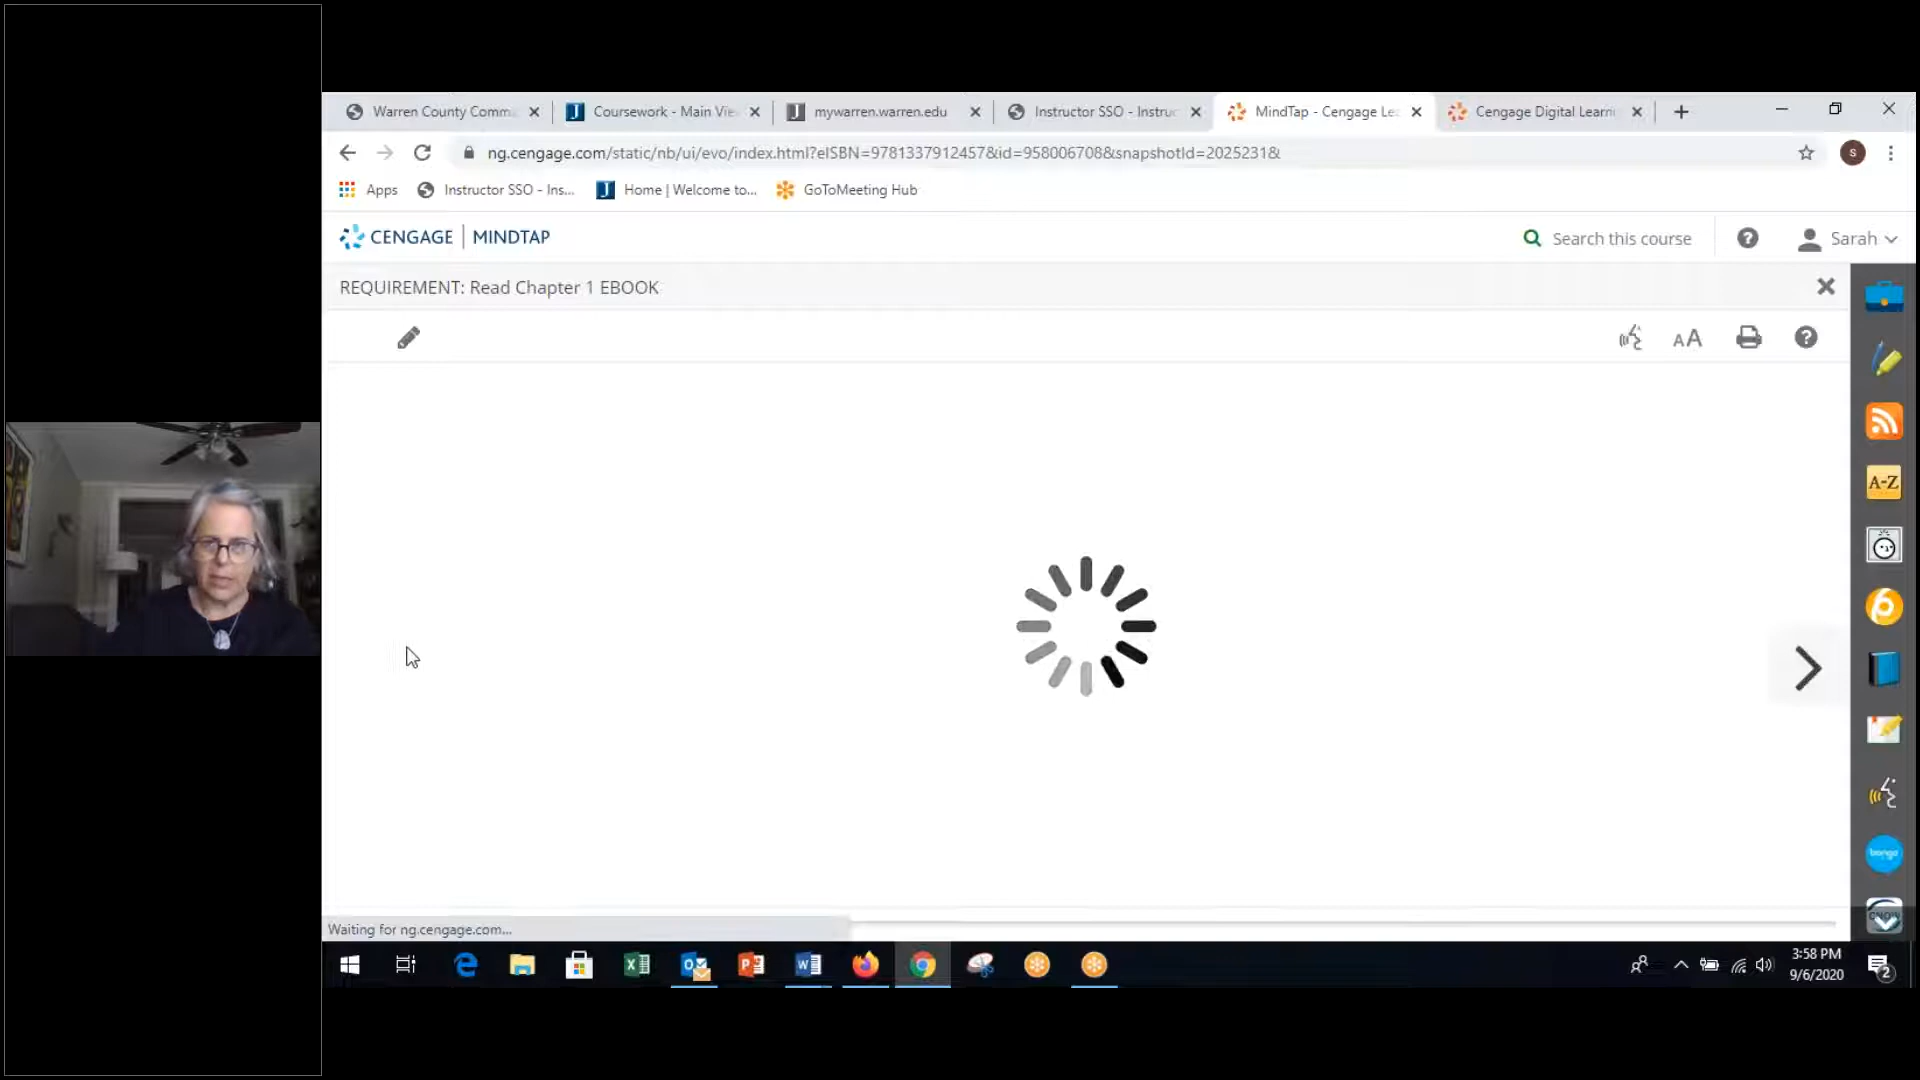 Warren County Comm
Coursework - Main Vie
mywarren.warren.edu
Instructor SSO - Instruc
MindTap - Cengage Le
Cengage Digital Learni
ng.cengage.com/static/nb/ui/evo/index.html?eISBN=9781337912457&id=958006708&snapshotId=2025231&
S
Apps
Instructor SSO - Ins...
Home | Welcome to...
GoToMeeting Hub
CENGAGE | MINDTAP
Search this course
Sarah
REQUIREMENT: Read Chapter 1 EBOOK
AA
A-Z
bongo
Waiting for ng.cengage.com...
3:58 PM
9/6/2020
2